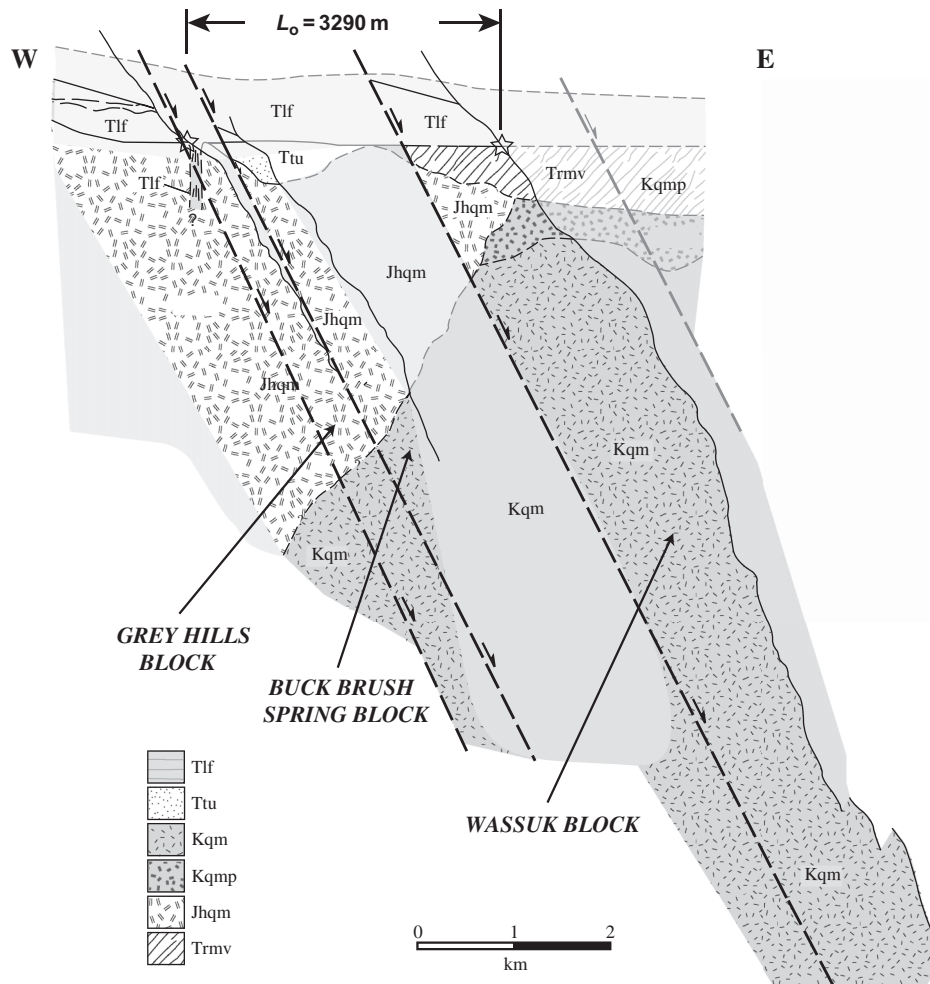 L₀ = 3290 m
W
E
Tlf
Tlf
Tlf
Ttu
Trmv
Kqmp
Tlf
?
Jhqm
Jhqm
Jhqm
Jhqm
?
?
Kqm
Kqm
Kqm
GREY HILLS
BLOCK
BUCK BRUSH
SPRING BLOCK
WASSUK BLOCK
Kqm
Tlf
Ttu
Kqm
Kqmp
Jhqm
Trmv
0 1 2
km